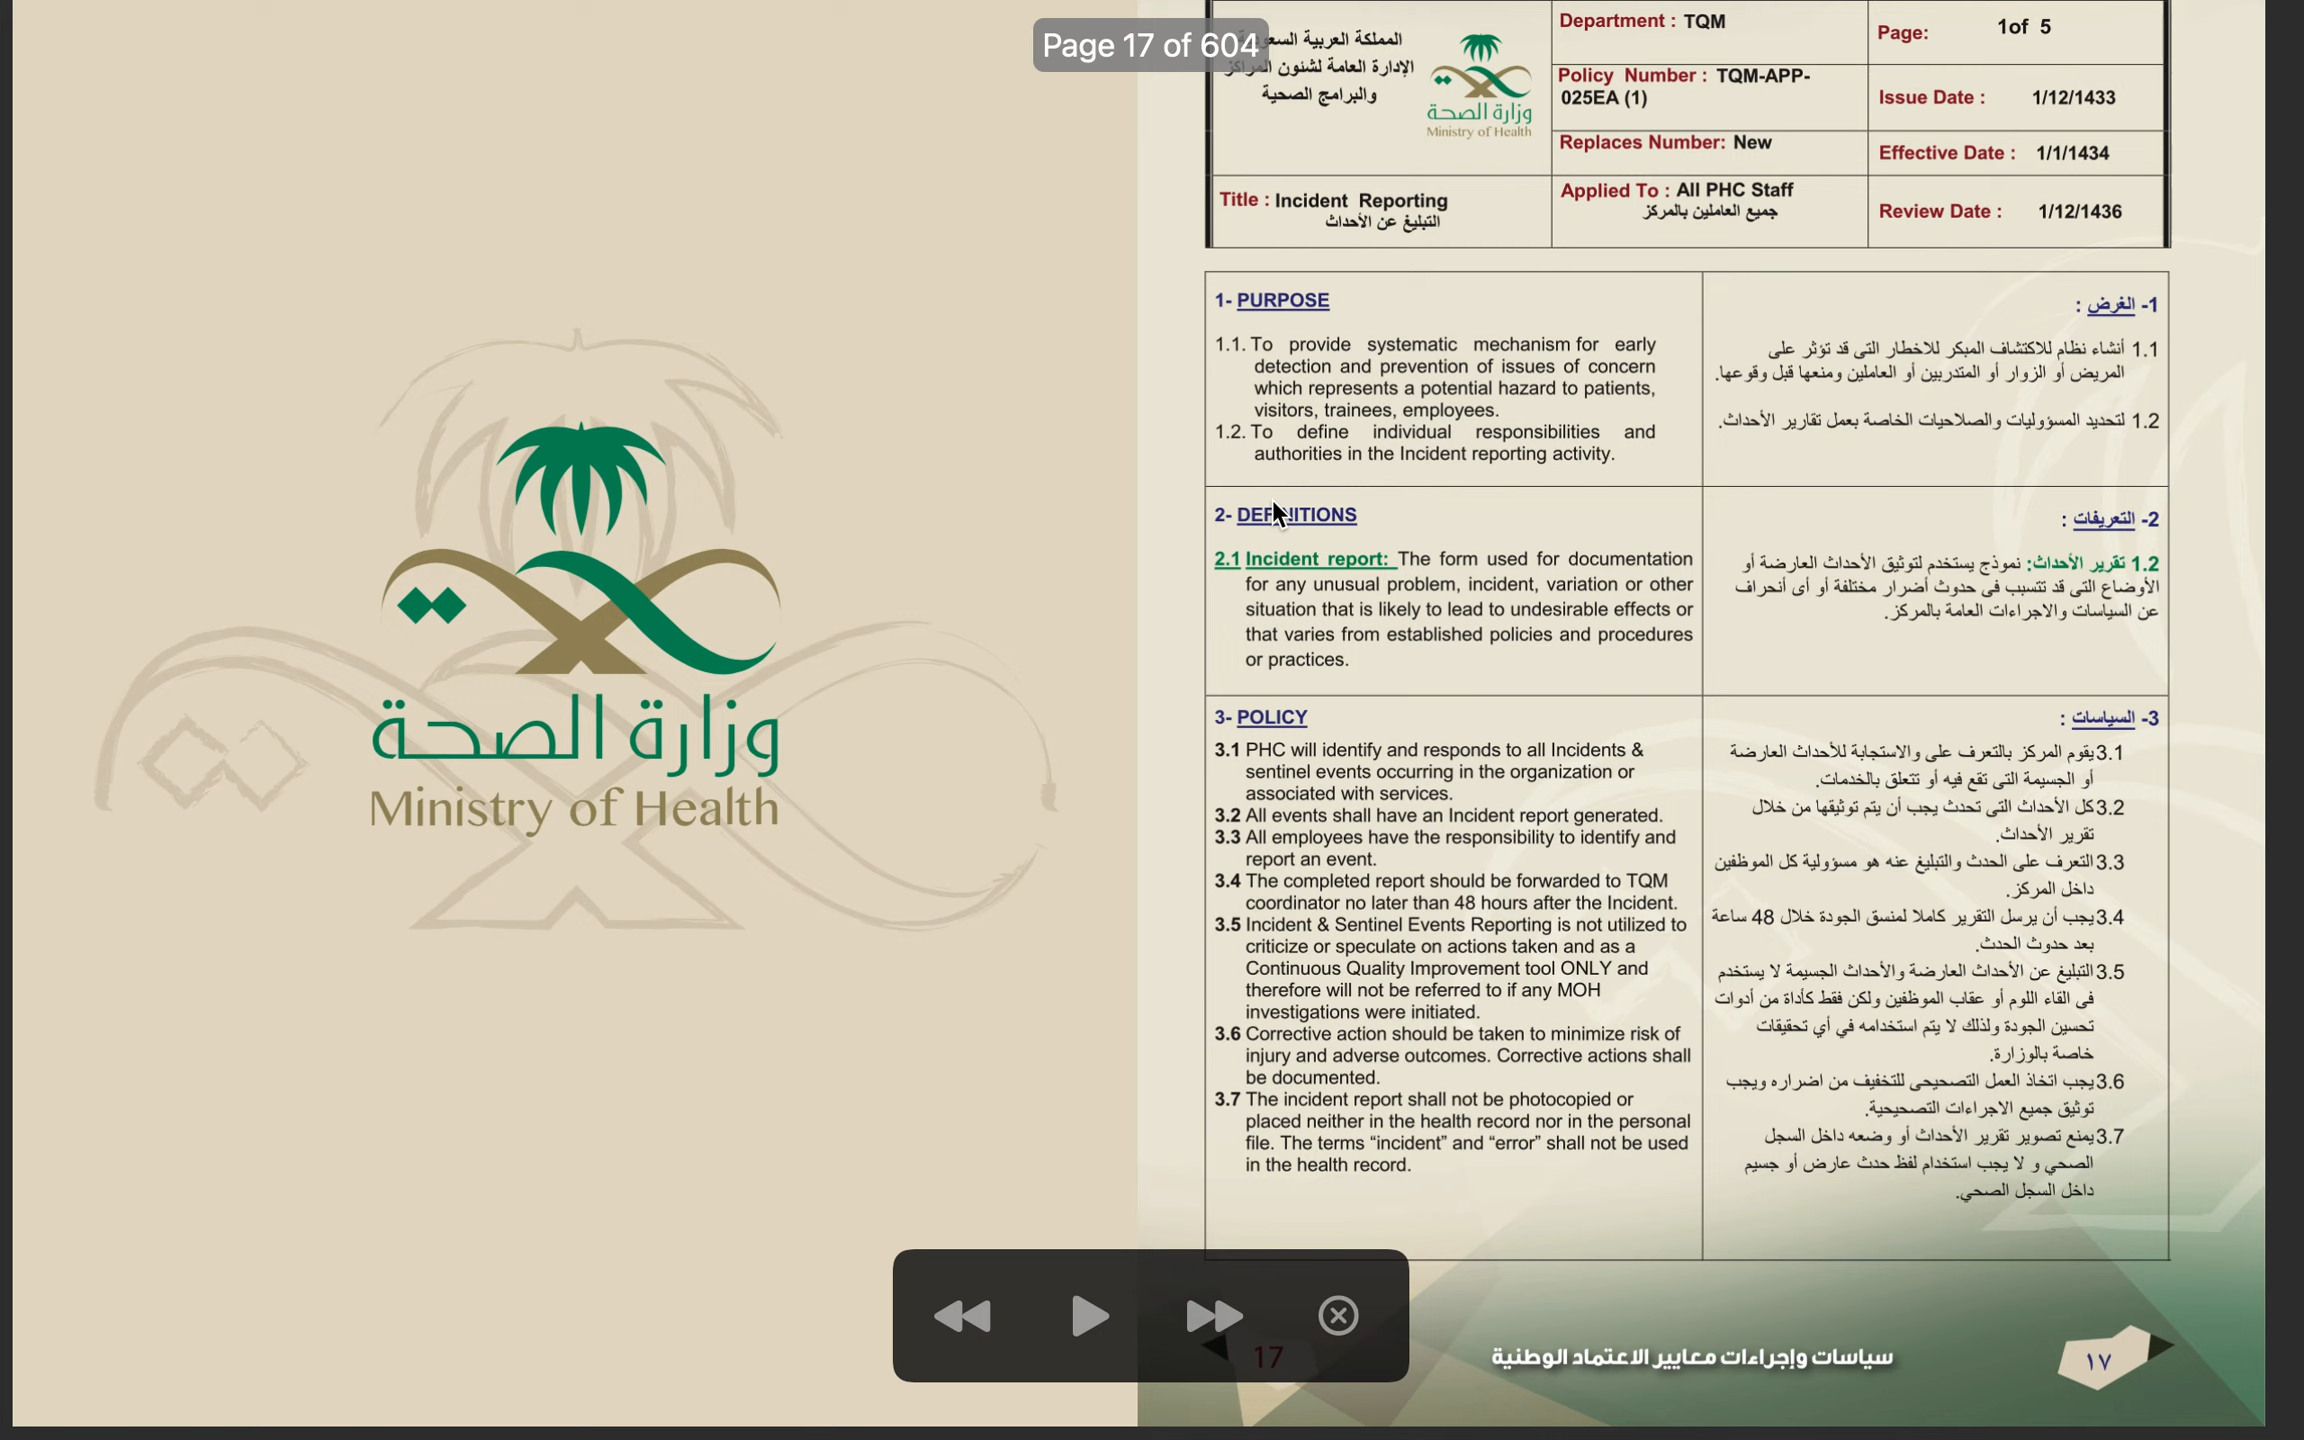 Page 17 of 604
وزارة الصحة
Ministry of Health
المملكة العربية
الإدارة العامة لشئون المراكز
والبرامج الصحية
وزارة الصحة
Ministry of Health
Department : TQM
Page: 1of 5
Policy Number : TQM-APP-
025EA (1)
Issue Date : 1/12/1433
Replaces Number: New
Effective Date : 1/1/1434
Title : Incident Reporting
التبليغ عن الأحداث
Applied To : All PHC Staff
جميع العاملين بالمركز
Review Date : 1/12/1436
1- PURPOSE
1.1. To provide systematic mechanism for early
detection and prevention of issues of concern
which represents a potential hazard to patients,
visitors, trainees, employees.
1.2. To define individual responsibilities and
authorities in the Incident reporting activity.
1- الغرض :
1.1 أنشاء نظام للاكتشاف المبكر للاخطار التى قد تؤثر على
المريض أو الزوار أو المتدربين أو العاملين ومنعها قبل وقوعها.
1.2 لتحديد المسؤوليات والصلاحيات الخاصة بعمل تقارير الأحداث.
2- DEFINITIONS
2.1 Incident report: The form used for documentation
for any unusual problem, incident, variation or other
situation that is likely to lead to undesirable effects or
that varies from established policies and procedures
or practices.
2- التعريفات :
1.2 تقرير الأحداث: نموذج يستخدم لتوثيق الأحداث العارضة أو
الأوضاع التى قد تتسبب فى حدوث أضرار مختلفة أو أى أنحراف
عن السياسات والاجراءات العامة بالمركز.
3- POLICY
3.1 PHC will identify and responds to all Incidents &
sentinel events occurring in the organization or
associated with services.
3.2 All events shall have an Incident report generated.
3.3 All employees have the responsibility to identify and
report an event.
3.4 The completed report should be forwarded to TQM
coordinator no later than 48 hours after the Incident.
3.5 Incident & Sentinel Events Reporting is not utilized to
criticize or speculate on actions taken and as a
Continuous Quality Improvement tool ONLY and
therefore will not be referred to if any MOH
investigations were initiated.
3.6 Corrective action should be taken to minimize risk of
injury and adverse outcomes. Corrective actions shall
be documented.
3.7 The incident report shall not be photocopied or
placed neither in the health record nor in the personal
file. The terms “incident” and “error” shall not be used
in the health record.
3- السياسات :
3.1 يقوم المركز بالتعرف على والاستجابة للأحداث العارضة
أو الجسيمة التى تقع فيه أو تتعلق بالخدمات.
3.2 كل الأحداث التى تحدث يجب أن يتم توثيقها من خلال
تقرير الأحداث.
3.3 التعرف على الحدث والتبليغ عنه هو مسؤولية كل الموظفين
داخل المركز.
3.4 يجب أن يرسل التقرير كاملا لمنسق الجودة خلال 48 ساعة
بعد حدوث الحدث.
3.5 التبليغ عن الأحداث العارضة والأحداث الجسيمة لا يستخدم
فى القاء اللوم أو عقاب الموظفين ولكن فقط كأداة من أدوات
تحسين الجودة ولذلك لا يتم استخدامه في أي تحقيقات
خاصة بالوزارة.
3.6 يجب اتخاذ العمل التصحيحى للتخفيف من اضراره ويجب
توثيق جميع الاجراءات التصحيحية.
3.7 يمنع تصوير تقرير الأحداث أو وضعه داخل السجل
الصحي و لا يجب استخدام لفظ حدث عارض أو جسيم
داخل السجل الصحي.
17
سياسات وإجراءات معايير الاعتماد الوطنية
١٧